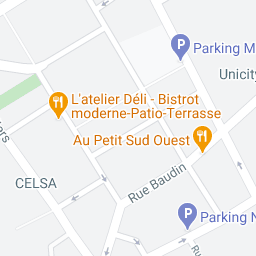 Parking M
Unicity
L'atelier Déli - Bistrot
moderne-Patio-Terrasse
Au Petit Sud Ouest
CELSA
Rue Baudin
Parking N